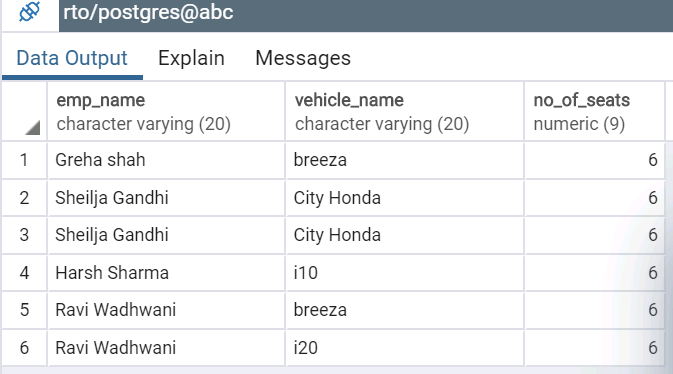 rto/postgres@abc
Data Output Explain Messages
emp_name vehicle_name no_of_seats
character varying (20) character varying (20) numeric (9)
1 Greha shah breeza 6
2 Sheilja Gandhi City Honda 6
3 Sheilja Gandhi City Honda 6
4 Harsh Sharma i10 6
5 Ravi Wadhwani breeza 6
6 Ravi Wadhwani i20 6